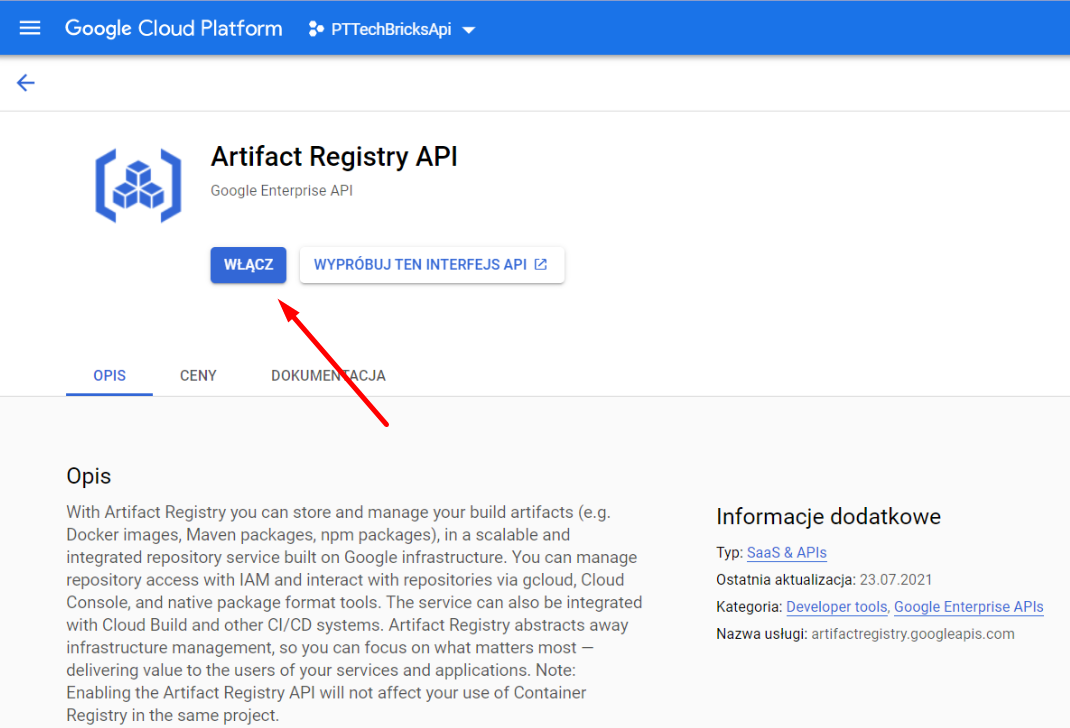 Google Cloud Platform PTTechBricksApi
Artifact Registry API
Google Enterprise API
WŁĄCZ WYPRÓBUJ TEN INTERFEJS API
OPIS CENY DOKUMENTACJA
Opis
With Artifact Registry you can store and manage your build artifacts (e.g.
Docker images, Maven packages, npm packages), in a scalable and
integrated repository service built on Google infrastructure. You can manage
repository access with IAM and interact with repositories via gcloud, Cloud
Console, and native package format tools. The service can also be integrated
with Cloud Build and other CI/CD systems. Artifact Registry abstracts away
infrastructure management, so you can focus on what matters most —
delivering value to the users of your services and applications. Note:
Enabling the Artifact Registry API will not affect your use of Container
Registry in the same project.
Informacje dodatkowe
Typ: SaaS & APIs
Ostatnia aktualizacja: 23.07.2021
Kategoria: Developer tools, Google Enterprise APIs
Nazwa usługi: artifactregistry.googleapis.com